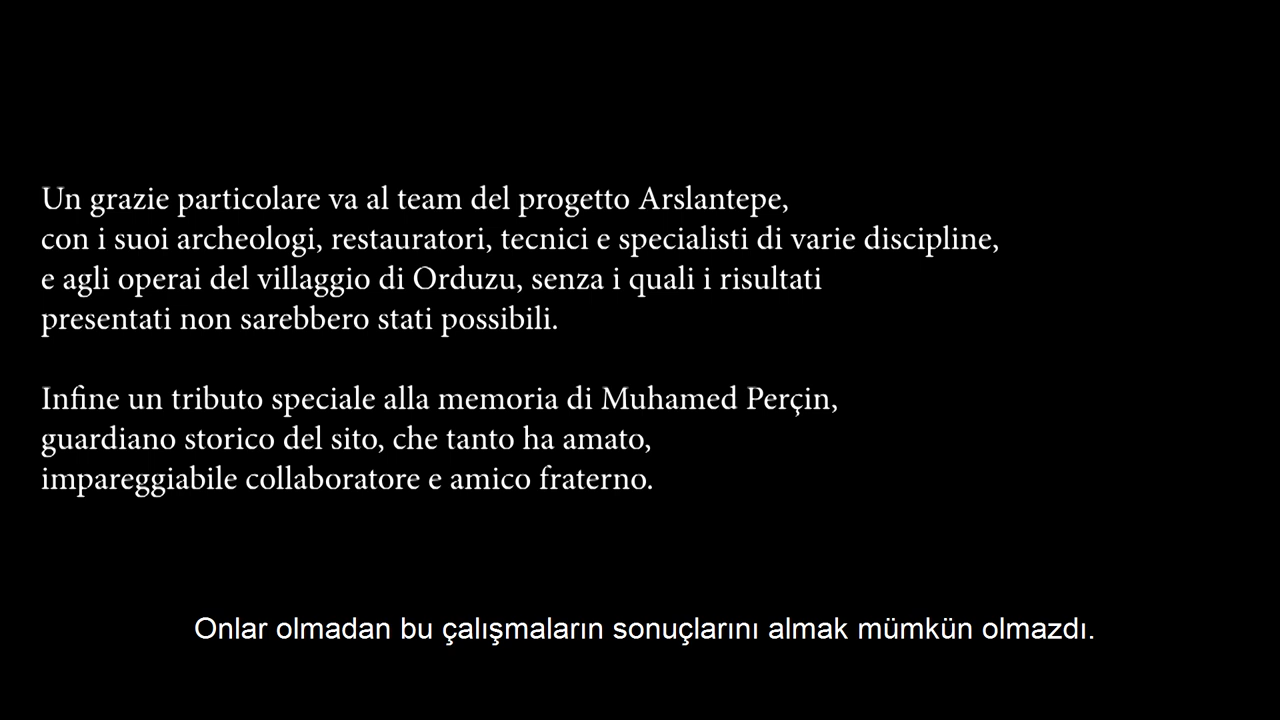 Un grazie particolare va al team del progetto Arslantepe,
con i suoi archeologi, restauratori, tecnici e specialisti di varie discipline,
e agli operai del villaggio di Orduzu, senza i quali i risultati
presentati non sarebbero stati possibili.
Infine un tributo speciale alla memoria di Muhamed Perçin,
guardiano storico del sito, che tanto ha amato,
impareggiabile collaboratore e amico fraterno.
Onlar olmadan bu çalışmaların sonuçlarını almak mümkün olmazdı.